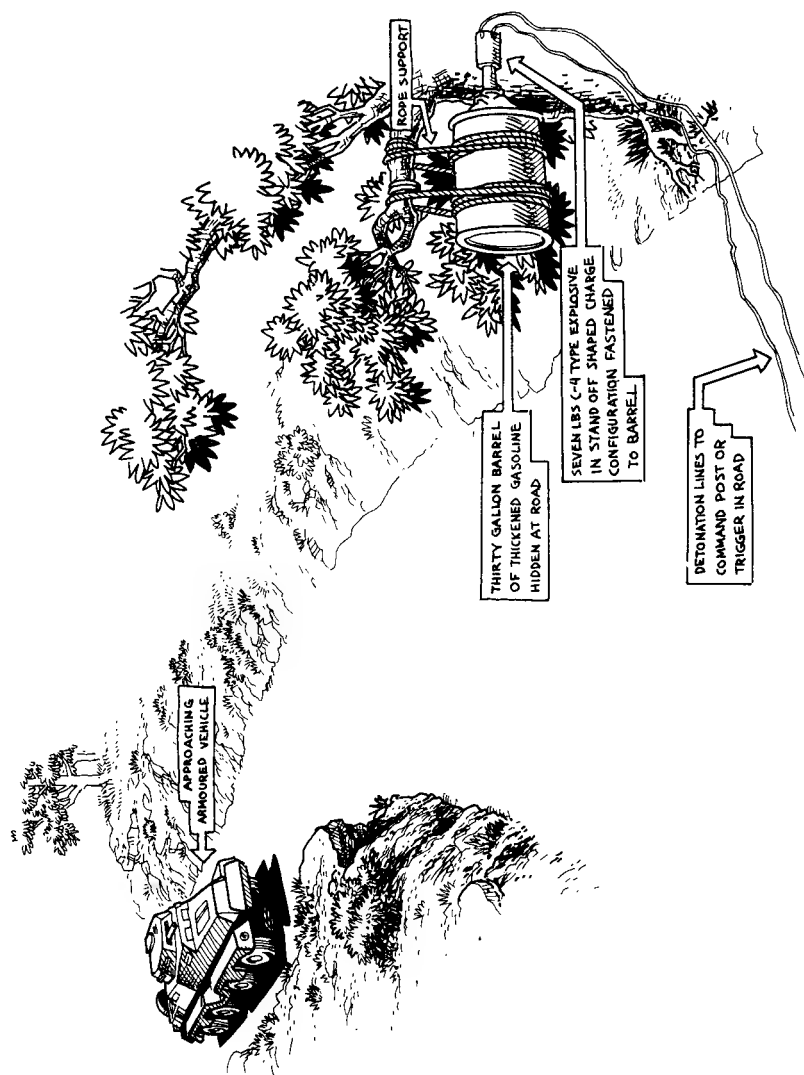 APPROACHING
ARMOURED VEHICLE
ROPE SUPPORT
THIRTY GALLON BARREL
OF THICKENED GASOLINE
HIDDEN AT ROAD
SEVEN LBS C-4 TYPE EXPLOSIVE
IN STAND OFF SHAPED CHARGE
CONFIGURATION FASTENED
TO BARREL
DETONATION LINES TO
COMMAND POST OR
TRIGGER IN ROAD